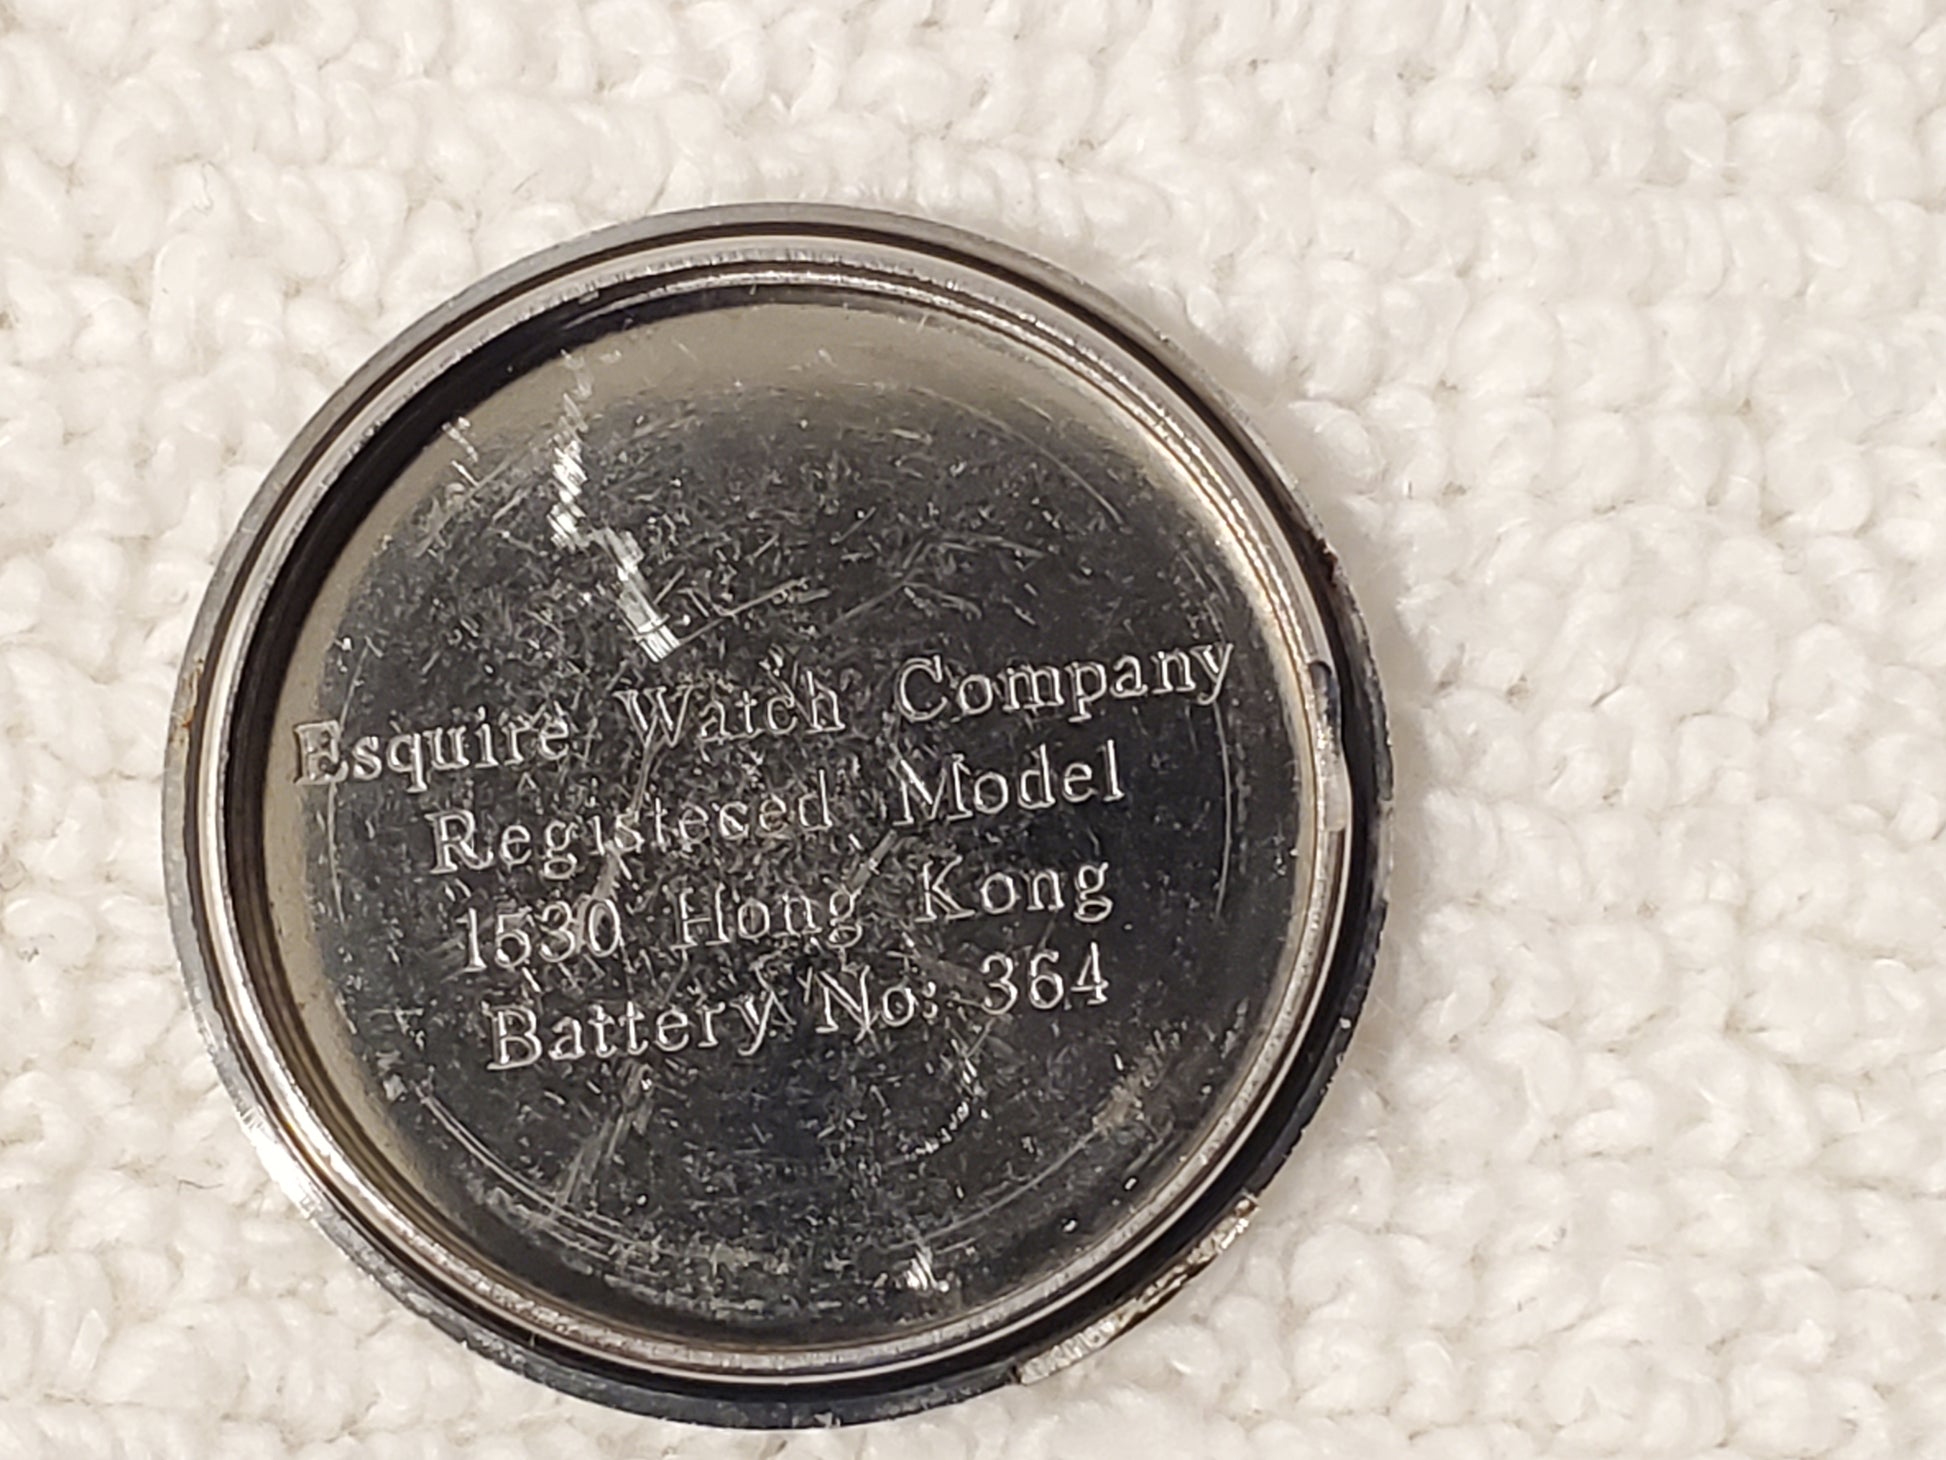 Esquire Watch Company
Registeced Model
1530 Hong Kong
Battery No: 364